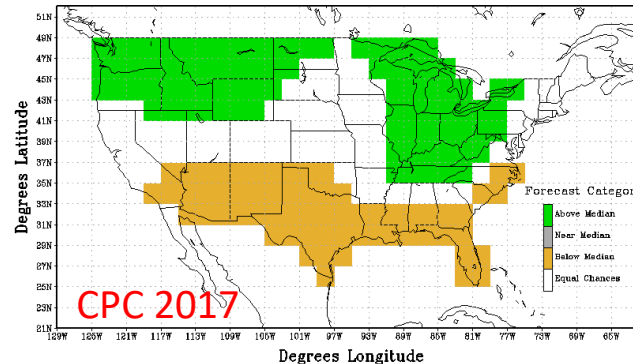 51N
49N
47N
45N
43N
41N
39N
37N
35N
33N
31N
29N
27N
25N
23N
21N
Degrees Latitude
Forecast Categor
Above Median
Near Median
Below Median
Equal Chances
CPC 2017
129W 125W 121W 117W 113W 109W 105W 101W 97W 93W 89W 85W 81W 77W 73W 69W 65W
Degrees Longitude